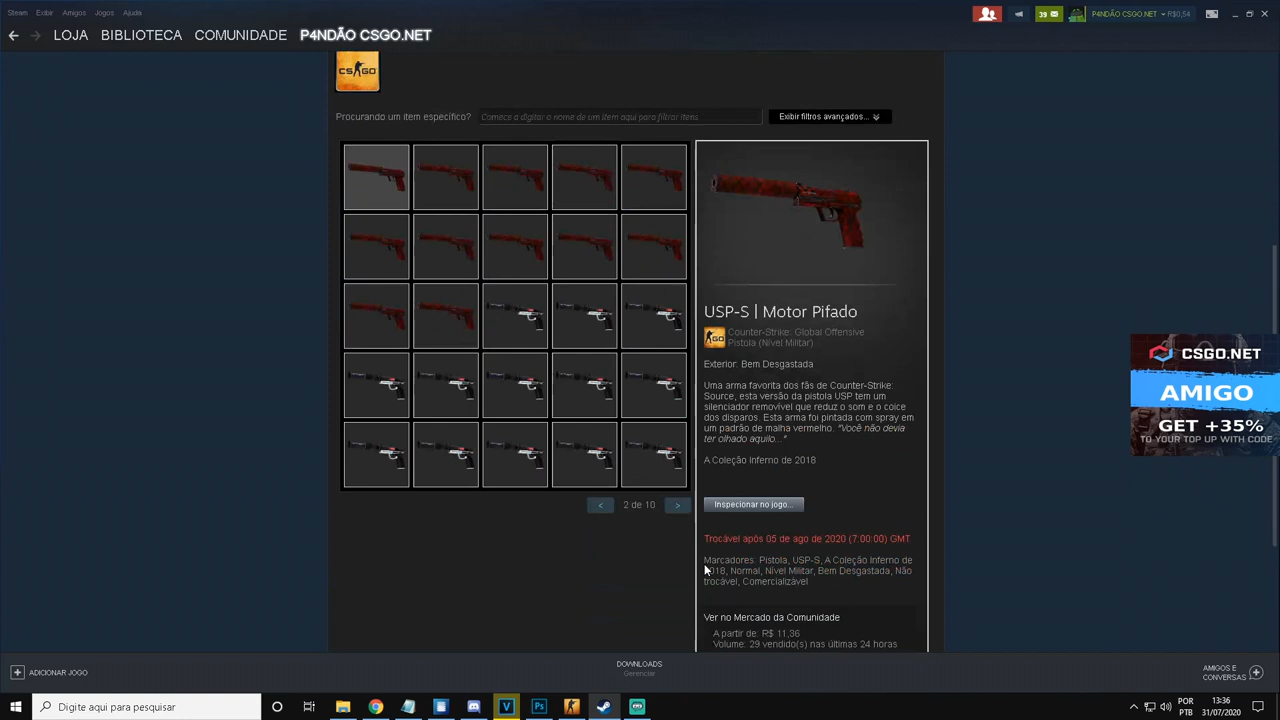 Steam Exibir Amigos Jogos Ajuda
39 P4NDÃO CSGO.NET R$0,54
LOJA BIBLIOTECA COMUNIDADE P4NDÃO CSGO.NET
CS GO
Procurando um item específico? Comece a digitar o nome de um item aqui para filtrar itens Exibir filtros avançados...
USP-S | Motor Pifado
CS GO
Counter-Strike: Global Offensive
Pistola (Nível Militar)
Exterior: Bem Desgastada
Uma arma favorita dos fãs de Counter-Strike:
Source, esta versão da pistola USP tem um
silenciador removível que reduz o som e o coice
dos disparos. Esta arma foi pintada com spray em
um padrão de malha vermelho. "Você não devia
ter olhado aquilo..."
A Coleção Inferno de 2018
< 2 de 10 >
Inspecionar no jogo...
Trocável após 05 de ago de 2020 (7:00:00) GMT
Marcadores: Pistola, USP-S, A Coleção Inferno de
2018, Normal, Nível Militar, Bem Desgastada, Não
trocável, Comercializável
Ver no Mercado da Comunidade
A partir de: R$ 11,36
Volume: 29 vendido(s) nas últimas 24 horas
CSGO.NET
AMIGO
GET +35%
TO YOUR TOP UP WITH CODE
ADICIONAR JOGO
DOWNLOADS
Gerenciar
AMIGOS E
CONVERSAS
Digite aqui para pesquisar
POR
PTB
13:36
31/07/2020